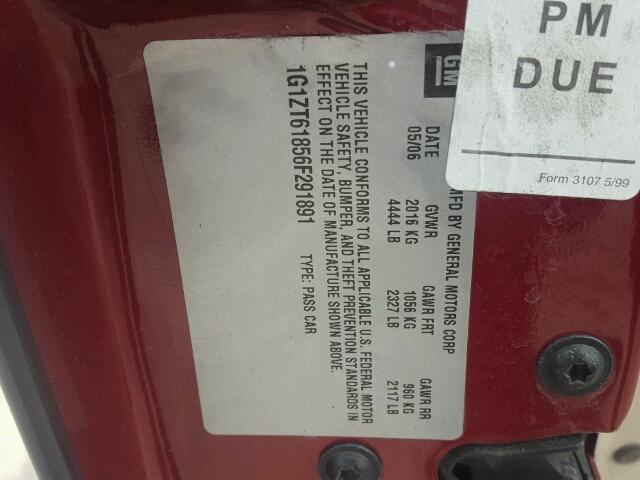 GM
MFD BY GENERAL MOTORS CORP
DATE GVWR GAWR FRT GAWR RR
05/06 2016 KG 1056 KG 960 KG
4444 LB 2327 LB 2117 LB
THIS VEHICLE CONFORMS TO ALL APPLICABLE U.S. FEDERAL MOTOR
VEHICLE SAFETY, BUMPER, AND THEFT PREVENTION STANDARDS IN
EFFECT ON THE DATE OF MANUFACTURE SHOWN ABOVE.
1G1ZT61856F291891 TYPE: PASS CAR
PM
DUE
Form 3107 5/99